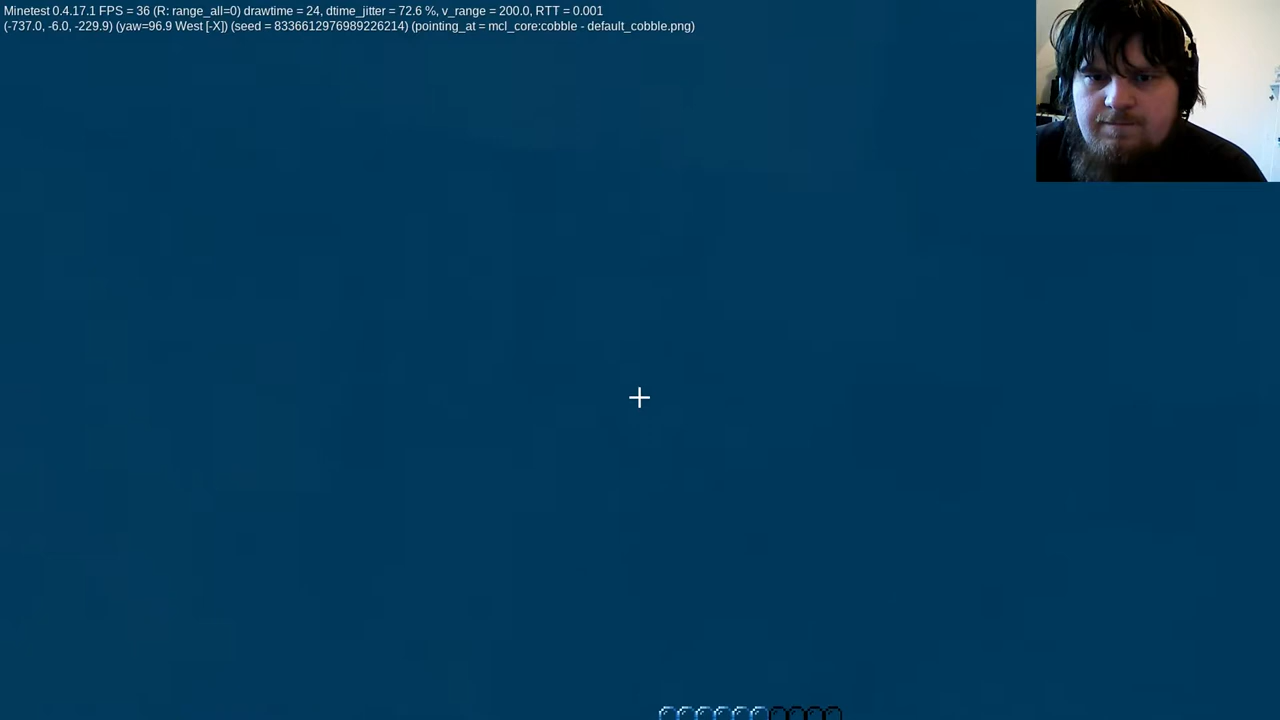 Minetest 0.4.17.1 FPS = 36 (R: range_all=0) drawtime = 24, dtime_jitter = 72.6 %, v_range = 200.0, RTT = 0.001
(-737.0, -6.0, -229.9) (yaw=96.9 West [-X]) (seed = 8336612976989226214) (pointing_at = mcl_core:cobble - default_cobble.png)